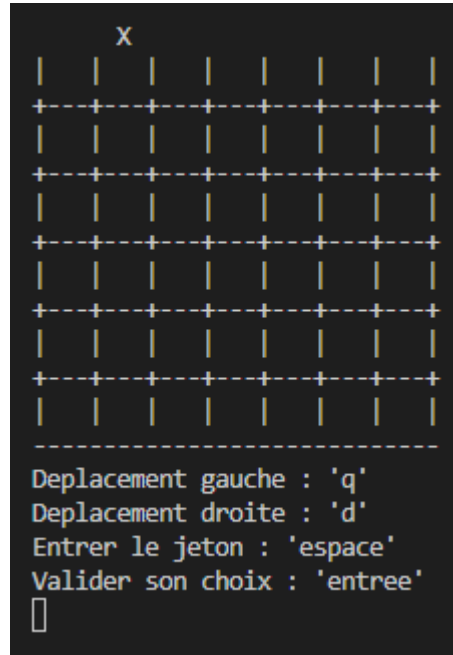 X
|   |   |   |   |   |   |   |
+---+---+---+---+---+---+---+
|   |   |   |   |   |   |   |
+---+---+---+---+---+---+---+
|   |   |   |   |   |   |   |
+---+---+---+---+---+---+---+
|   |   |   |   |   |   |   |
+---+---+---+---+---+---+---+
|   |   |   |   |   |   |   |
+---+---+---+---+---+---+---+
|   |   |   |   |   |   |   |
-----------------------------
Deplacement gauche : 'q'
Deplacement droite : 'd'
Entrer le jeton : 'espace'
Valider son choix : 'entree'